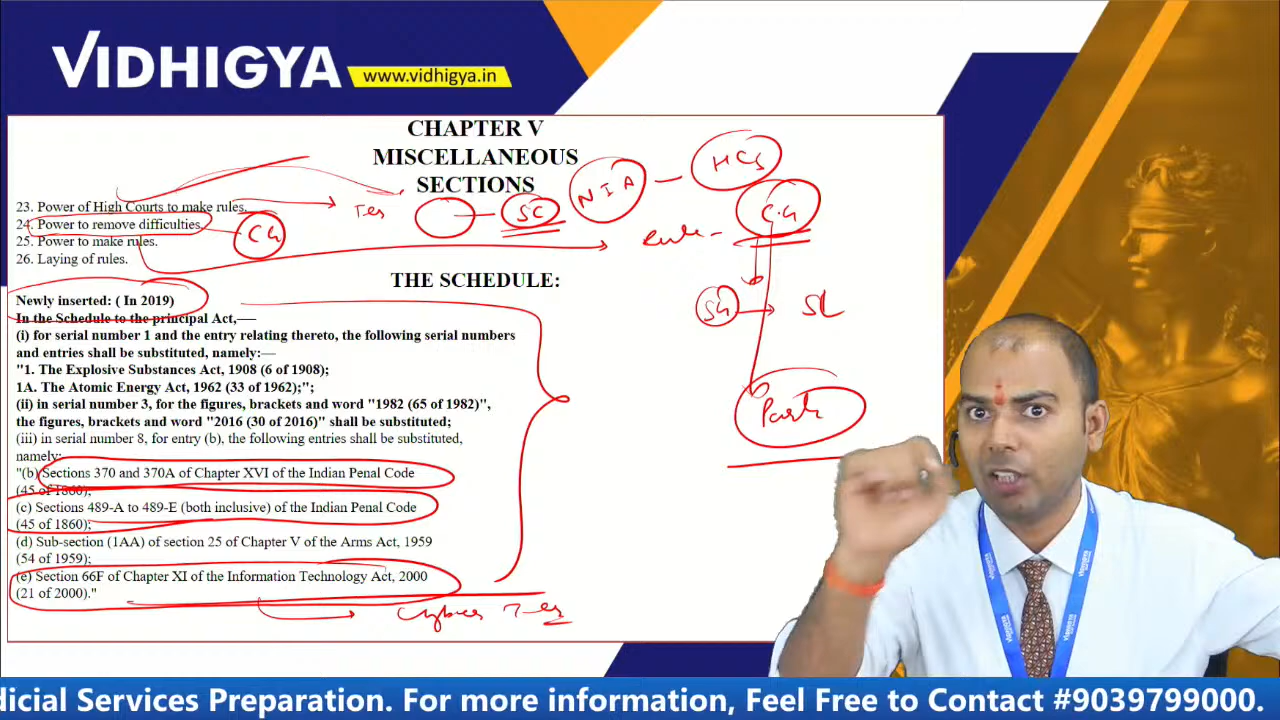 VIDHIGYA
www.vidhigya.in
CHAPTER V
MISCELLANEOUS
SECTIONS
23. Power of High Courts to make rules.
24. Power to remove difficulties.
25. Power to make rules.
26. Laying of rules.
CG
SC
NIA
HCs
C.G
THE SCHEDULE:
Newly inserted: ( In 2019)
In the Schedule to the principal Act,—
(i) for serial number 1 and the entry relating thereto, the following serial numbers
and entries shall be substituted, namely:—
"1. The Explosive Substances Act, 1908 (6 of 1908);
1A. The Atomic Energy Act, 1962 (33 of 1962);";
(ii) in serial number 3, for the figures, brackets and word "1982 (65 of 1982)",
the figures, brackets and word "2016 (30 of 2016)" shall be substituted;
(iii) in serial number 8, for entry (b), the following entries shall be substituted,
namely:
"(b) Sections 370 and 370A of Chapter XVI of the Indian Penal Code
(45 of 1860);
(c) Sections 489-A to 489-E (both inclusive) of the Indian Penal Code
(45 of 1860);
(d) Sub-section (1AA) of section 25 of Chapter V of the Arms Act, 1959
(54 of 1959);
(e) Section 66F of Chapter XI of the Information Technology Act, 2000
(21 of 2000)."
SG
Parli
Cyber Ter
VIDHIGYA
dicial Services Preparation. For more information, Feel Free to Contact #9039799000.